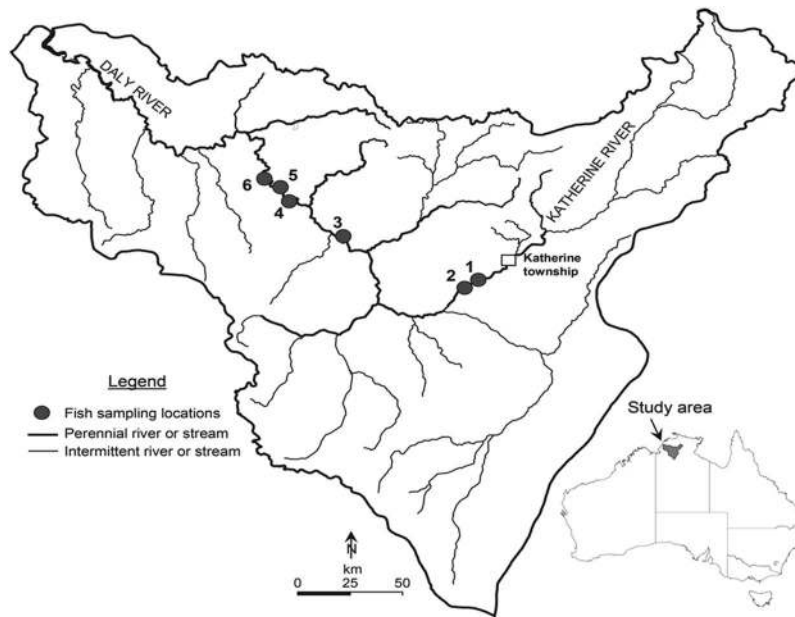 DALY RIVER
KATHERINE RIVER
6
5
4
3
2
1
Katherine
township
Legend
Fish sampling locations
Perennial river or stream
Intermittent river or stream
Study area
N
km
0 25 50